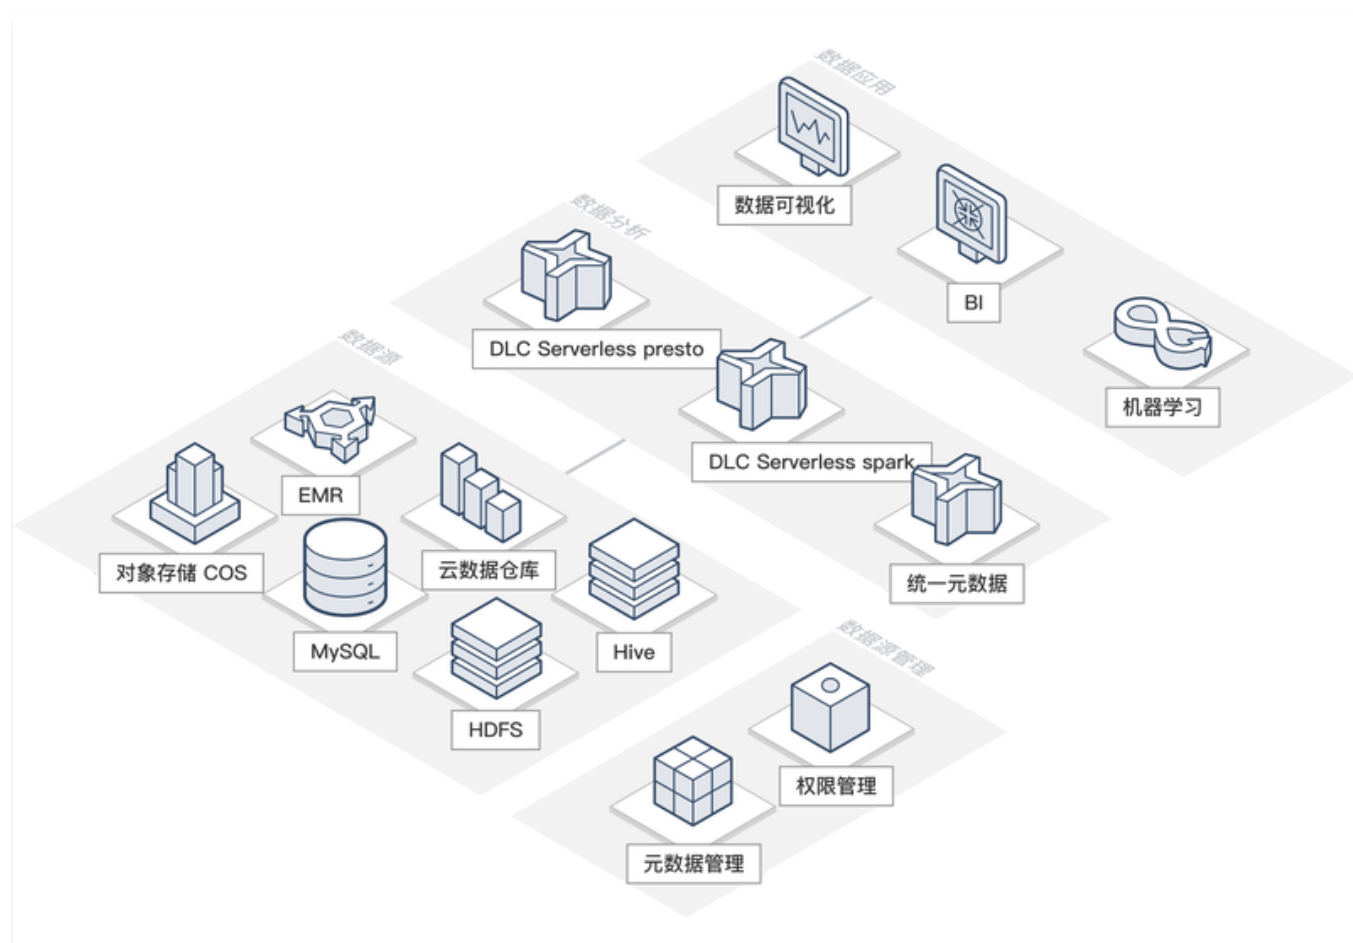 数据应用
数据可视化
BI
机器学习
数据分析
DLC Serverless presto
DLC Serverless spark
统一元数据
数据源
EMR
对象存储 COS
云数据仓库
MySQL
Hive
HDFS
数据源管理
权限管理
元数据管理